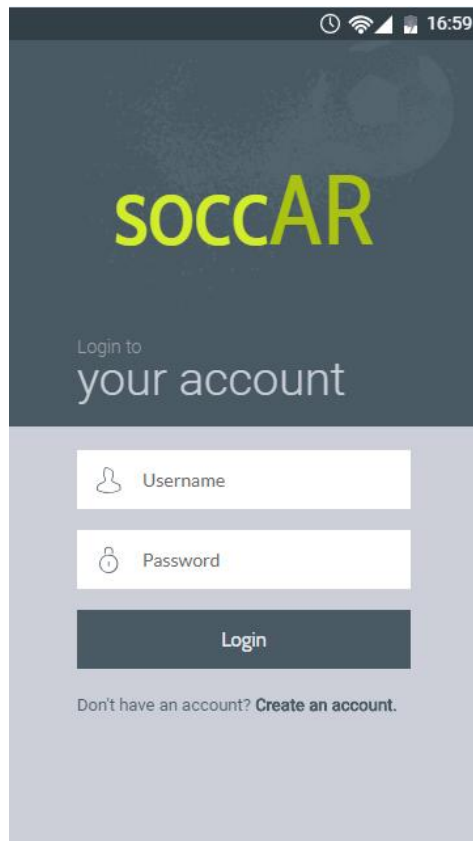 16:59
soccAR
Login to
your account
Username
Password
Login
Don't have an account? Create an account.